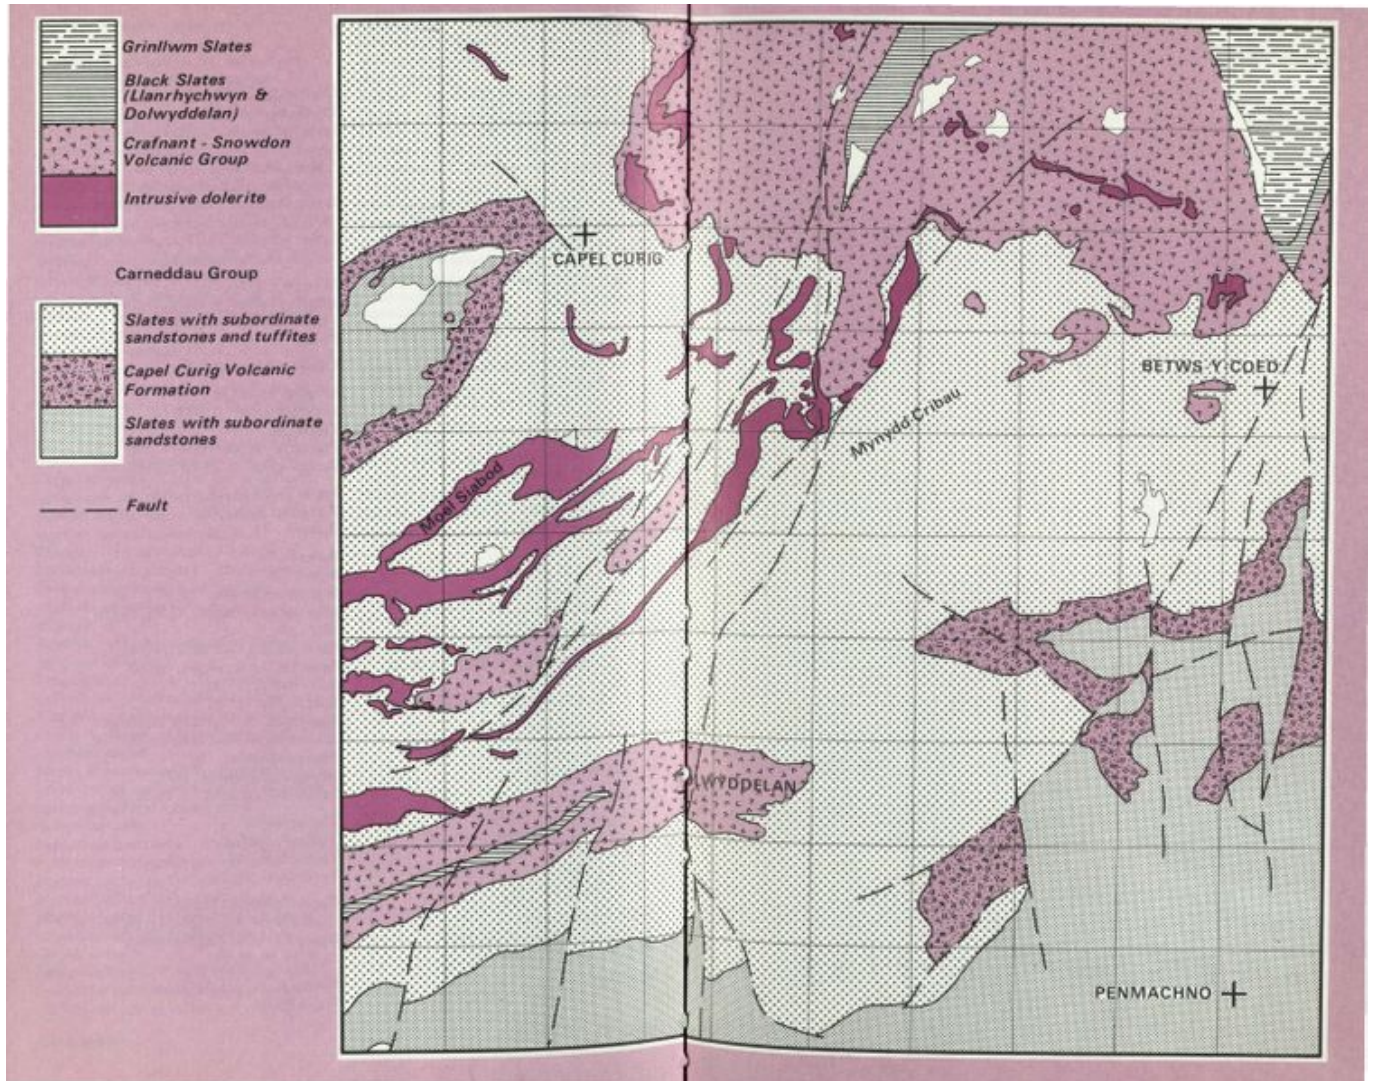 Grinllwm Slates
Black Slates
(Llanrhychwyn &
Dolwyddelan)
Crafnant - Snowdon
Volcanic Group
Intrusive dolerite
Carneddau Group
Slates with subordinate
sandstones and tuffites
Capel Curig Volcanic
Formation
Slates with subordinate
sandstones
Fault
CAPEL CURIG
BETWS-Y-COED
Mynydd Cribau
Moel Siabod
WYDDELAN
PENMACHNO